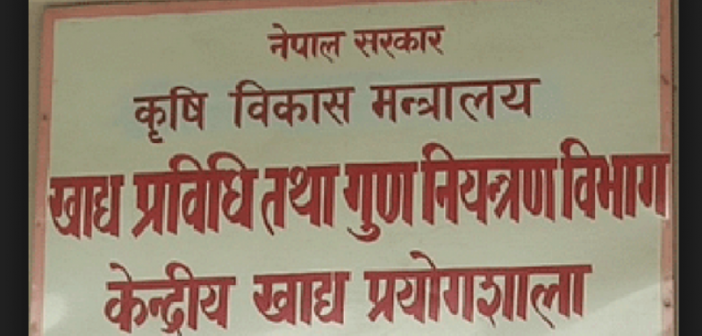 नेपाल सरकार
कृषि विकास मन्त्रालय
खाद्य प्रविधि तथा गुण नियन्त्रण विभाग
केन्द्रीय खाद्य प्रयोगशाला